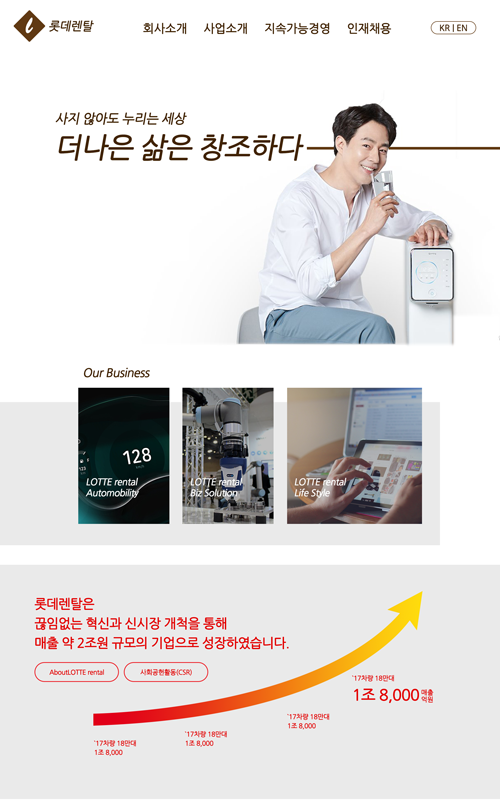 롯데렌탈
회사소개 사업소개 지속가능경영 인재채용
KR | EN
사지 않아도 누리는 세상
더나은 삶은 창조하다
Our Business
128
LOTTE rental
Automobility
LOTTE rental
Biz Solution
LOTTE rental
Life Style
롯데렌탈은
끊임없는 혁신과 신시장 개척을 통해
매출 약 2조원 규모의 기업으로 성장하였습니다.
AboutLOTTE rental
사회공헌활동(CSR)
'17차량 18만대
1조 8,000 매출
억원
'17차량 18만대
1조 8,000
'17차량 18만대
1조 8,000
'17차량 18만대
1조 8,000